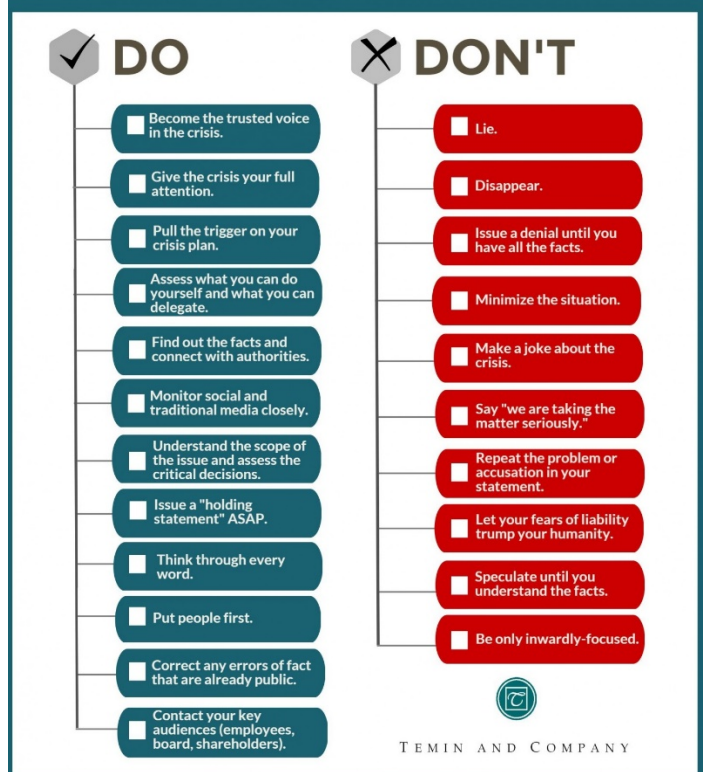 DO
Become the trusted voice
in the crisis.
Give the crisis your full
attention.
Pull the trigger on your
crisis plan.
Assess what you can do
yourself and what you can
delegate.
Find out the facts and
connect with authorities.
Monitor social and
traditional media closely.
Understand the scope of
the issue and assess the
critical decisions.
Issue a "holding
statement" ASAP.
Think through every
word.
Put people first.
Correct any errors of fact
that are already public.
Contact your key
audiences (employees,
board, shareholders).
DON'T
Lie.
Disappear.
Issue a denial until you
have all the facts.
Minimize the situation.
Make a joke about the
crisis.
Say "we are taking the
matter seriously."
Repeat the problem or
accusation in your
statement.
Let your fears of liability
trump your humanity.
Speculate until you
understand the facts.
Be only inwardly-focused.
T
TEMIN AND COMPANY